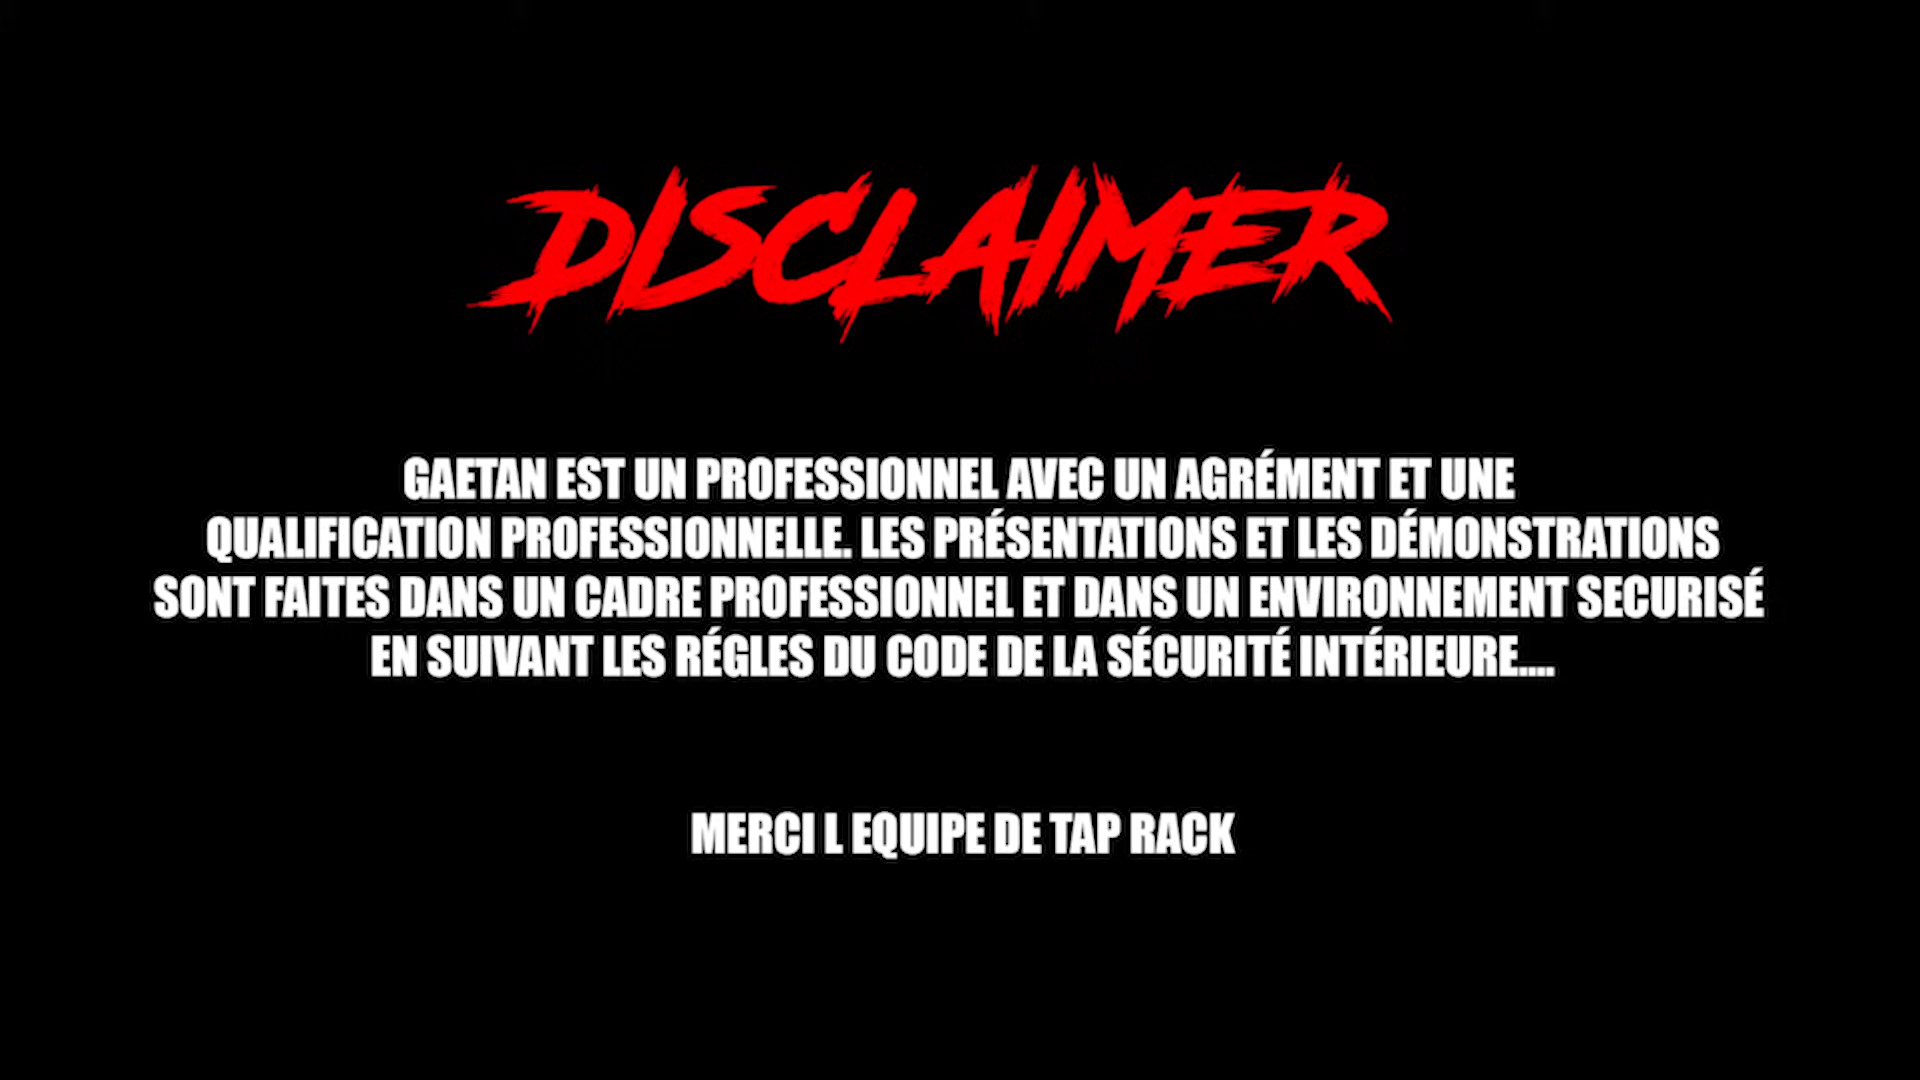 DISCLAIMER
GAETAN EST UN PROFESSIONNEL AVEC UN AGRÉMENT ET UNE
QUALIFICATION PROFESSIONNELLE. LES PRÉSENTATIONS ET LES DÉMONSTRATIONS
SONT FAITES DANS UN CADRE PROFESSIONNEL ET DANS UN ENVIRONNEMENT SECURISÉ
EN SUIVANT LES RÉGLES DU CODE DE LA SÉCURITÉ INTÉRIEURE....
MERCI L EQUIPE DE TAP RACK